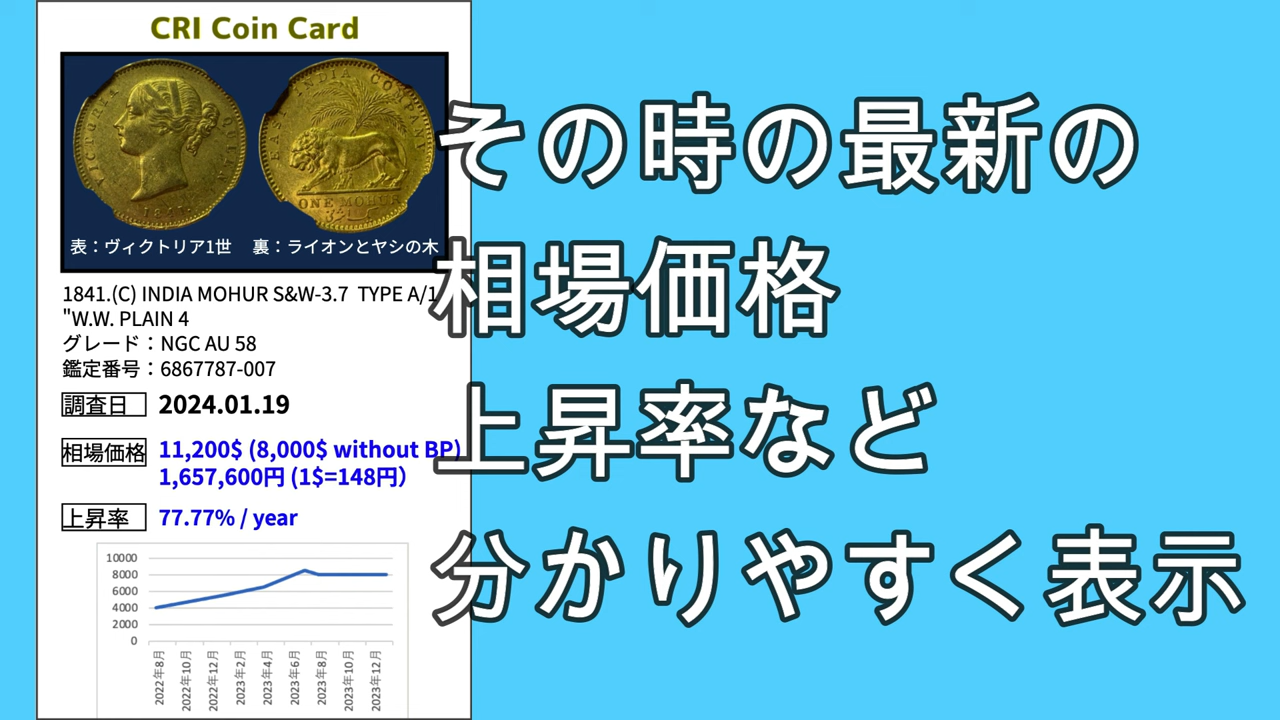 CRI Coin Card
VICTORIA QUEEN
1841
EAST INDIA COMPANY
ONE MOHUR
表：ヴィクトリア1世 裏：ライオンとヤシの木
1841.(C) INDIA MOHUR S&W-3.7 TYPE A/1
"W.W. PLAIN 4
グレード：NGC AU 58
鑑定番号：6867787-007
調査日 2024.01.19
相場価格 11,200$ (8,000$ without BP)
1,657,600円 (1$=148円）
上昇率 77.77% / year
10000
8000
6000
4000
2000
0
2022年8月
2022年10月
2022年12月
2023年2月
2023年4月
2023年6月
2023年8月
2023年10月
2023年12月
その時の最新の
相場価格
上昇率など
分かりやすく表示